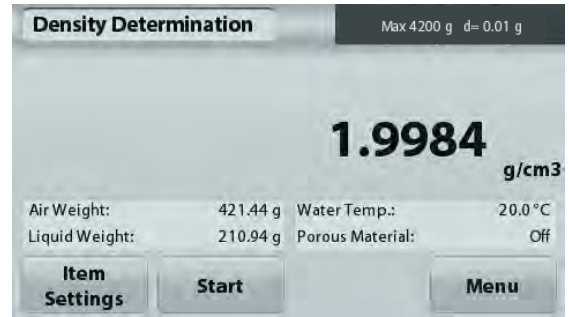 Density Determination
Max 4200 g d= 0.01 g
1.9984
g/cm3
Air Weight: 421.44 g Water Temp.: 20.0 °C
Liquid Weight: 210.94 g Porous Material: Off
Item
Settings
Start
Menu